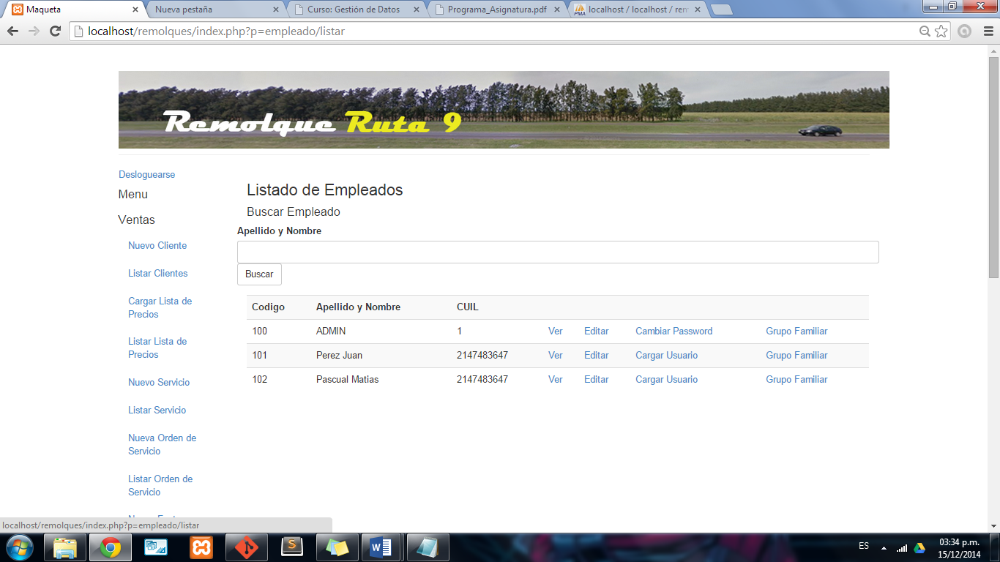 Maqueta
Nueva pestaña
Curso: Gestión de Datos
Programa_Asignatura.pdf
localhost / localhost / rem
localhost/remolques/index.php?p=empleado/listar
Remolque Ruta 9
Desloguearse
Menu
Ventas
Nuevo Cliente
Listar Clientes
Cargar Lista de
Precios
Listar Lista de
Precios
Nuevo Servicio
Listar Servicio
Nueva Orden de
Servicio
Listar Orden de
Servicio
Listado de Empleados
Buscar Empleado
Apellido y Nombre
Buscar
Codigo Apellido y Nombre CUIL
100 ADMIN 1 Ver Editar Cambiar Password Grupo Familiar
101 Perez Juan 2147483647 Ver Editar Cargar Usuario Grupo Familiar
102 Pascual Matias 2147483647 Ver Editar Cargar Usuario Grupo Familiar
localhost/remolques/index.php?p=empleado/listar
ES
03:34 p.m.
15/12/2014